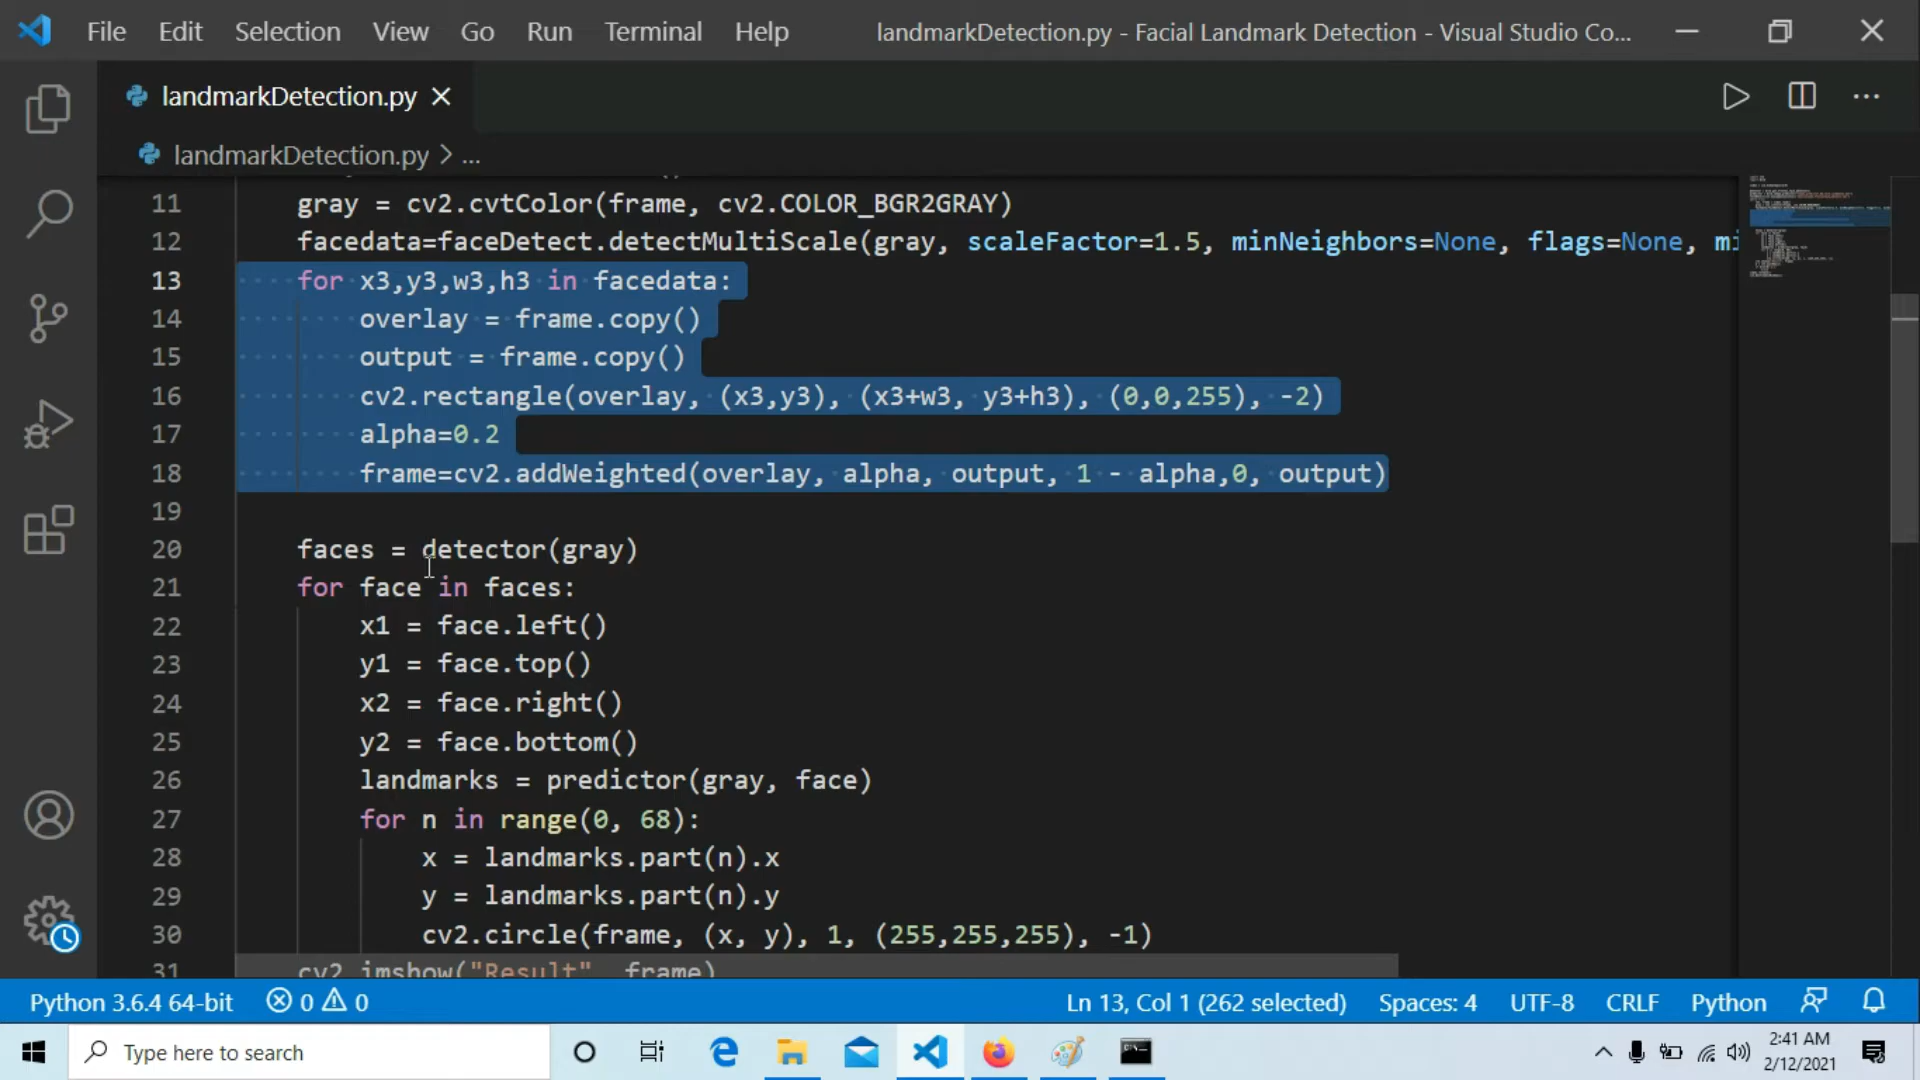 File Edit Selection View Go Run Terminal Help landmarkDetection.py - Facial Landmark Detection - Visual Studio Co...
landmarkDetection.py
landmarkDetection.py > ...
11 gray = cv2.cvtColor(frame, cv2.COLOR_BGR2GRAY)
12 facedata=faceDetect.detectMultiScale(gray, scaleFactor=1.5, minNeighbors=None, flags=None, mi
13 for x3,y3,w3,h3 in facedata:
14 overlay = frame.copy()
15 output = frame.copy()
16 cv2.rectangle(overlay, (x3,y3), (x3+w3, y3+h3), (0,0,255), -2)
17 alpha=0.2
18 frame=cv2.addWeighted(overlay, alpha, output, 1 - alpha,0, output)
19
20 faces = detector(gray)
21 for face in faces:
22 x1 = face.left()
23 y1 = face.top()
24 x2 = face.right()
25 y2 = face.bottom()
26 landmarks = predictor(gray, face)
27 for n in range(0, 68):
28 x = landmarks.part(n).x
29 y = landmarks.part(n).y
30 cv2.circle(frame, (x, y), 1, (255,255,255), -1)
31 cv2.imshow("Result", frame)
Python 3.6.4 64-bit 0 0 Ln 13, Col 1 (262 selected) Spaces: 4 UTF-8 CRLF Python
Type here to search
2:41 AM
2/12/2021